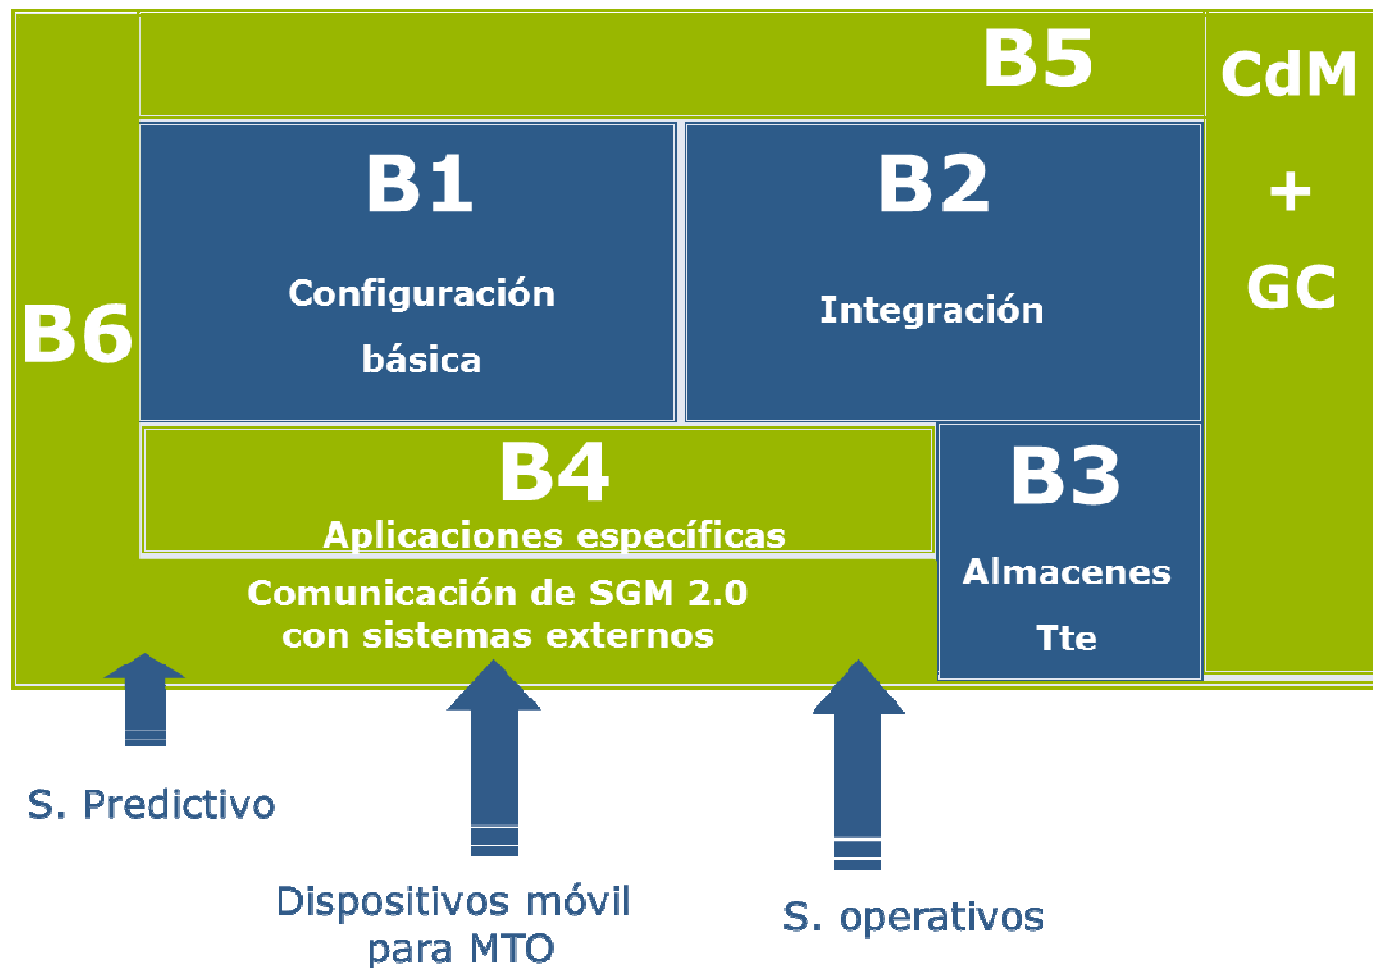 B5
CdM
+
GC
B6
B1
Configuración
básica
B2
Integración
B4
Aplicaciones específicas
B3
Almacenes
Tte
Comunicación de SGM 2.0
con sistemas externos
S. Predictivo
Dispositivos móvil
para MTO
S. operativos